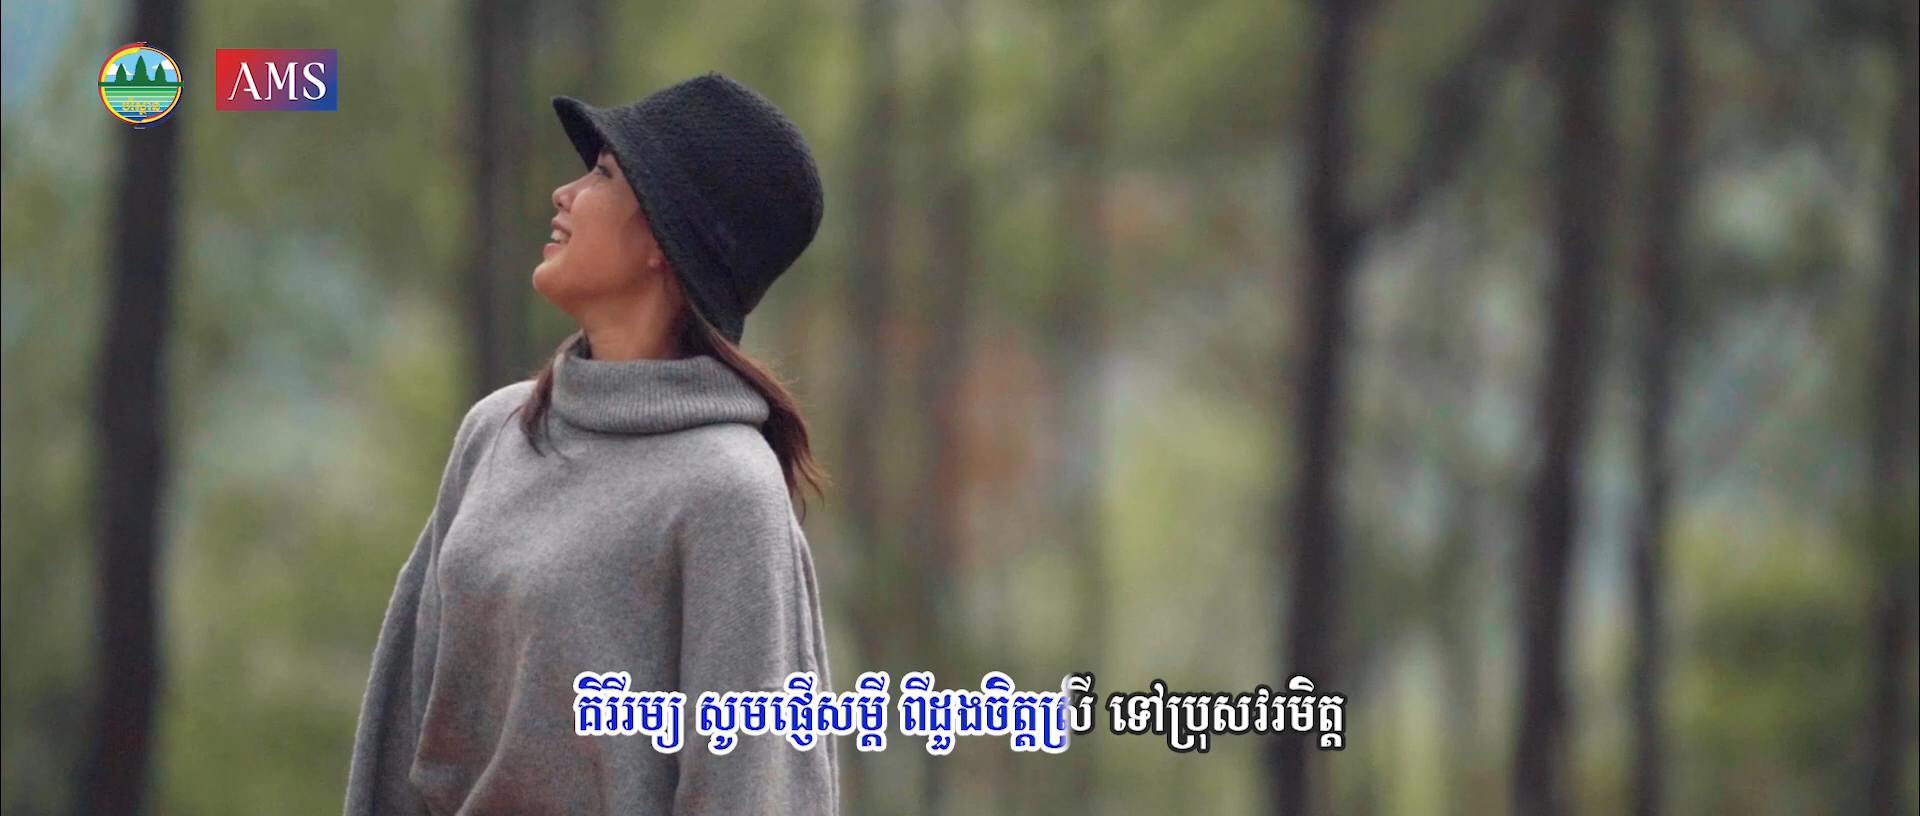 AMS
គិរីរម្យ សូមផ្ញើសម្ដី ពីដួងចិត្តស្រី ទៅប្រុសវរមិត្ត